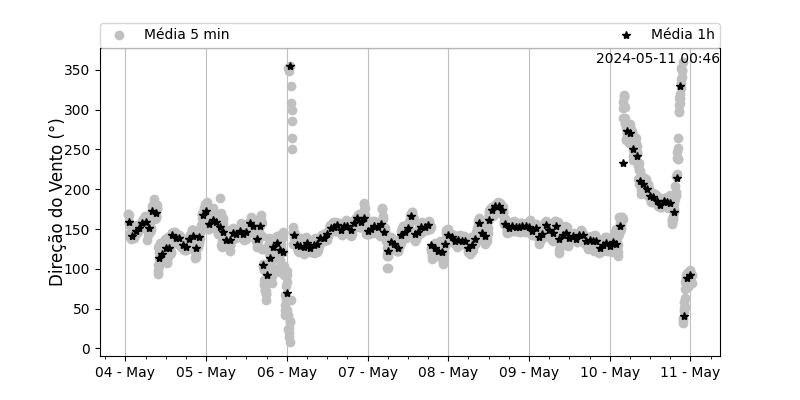 Média 5 min
Média 1h
2024-05-11 00:46
Direção do Vento (°)
350
300
250
200
150
100
50
0
04 - May
05 - May
06 - May
07 - May
08 - May
09 - May
10 - May
11 - May